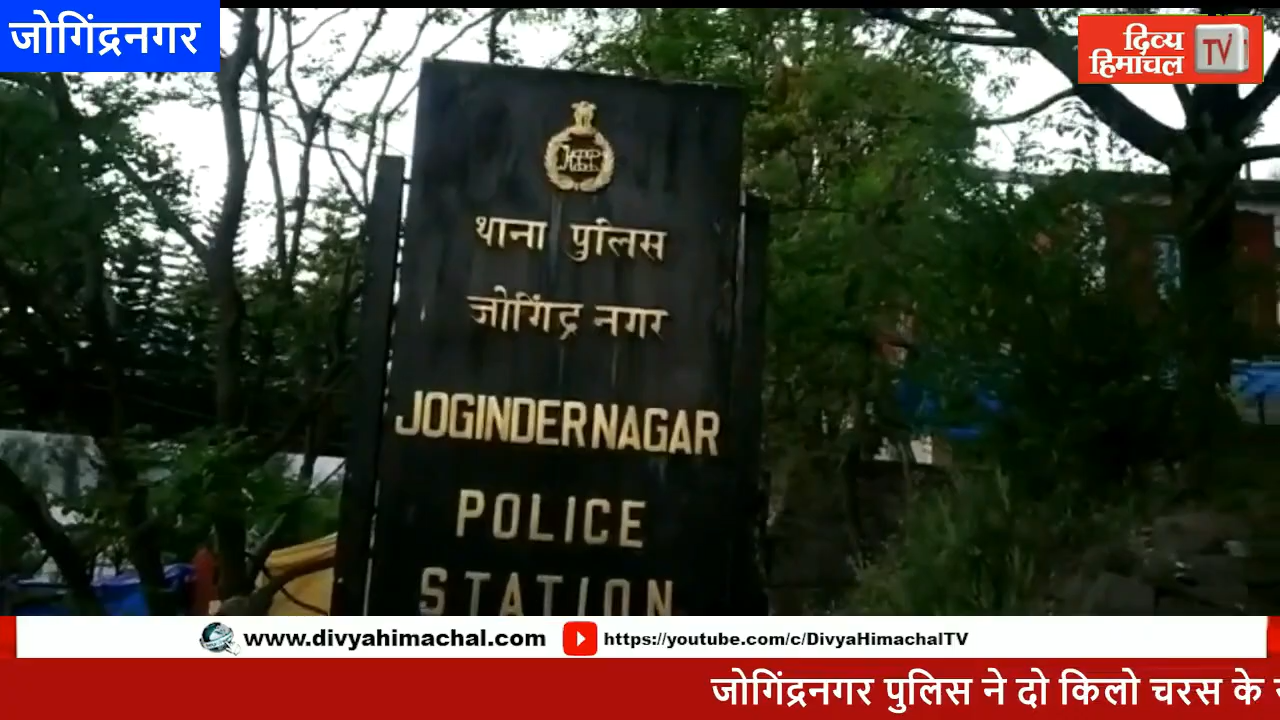 जोगिंद्रनगर
दिव्य
हिमाचल
TV
थाना पुलिस
जोगिंद्र नगर
JOGINDERNAGAR
POLICE
STATION
www.divyahimachal.com
https://youtube.com/c/DivyaHimachalTV
जोगिंद्रनगर पुलिस ने दो किलो चरस के